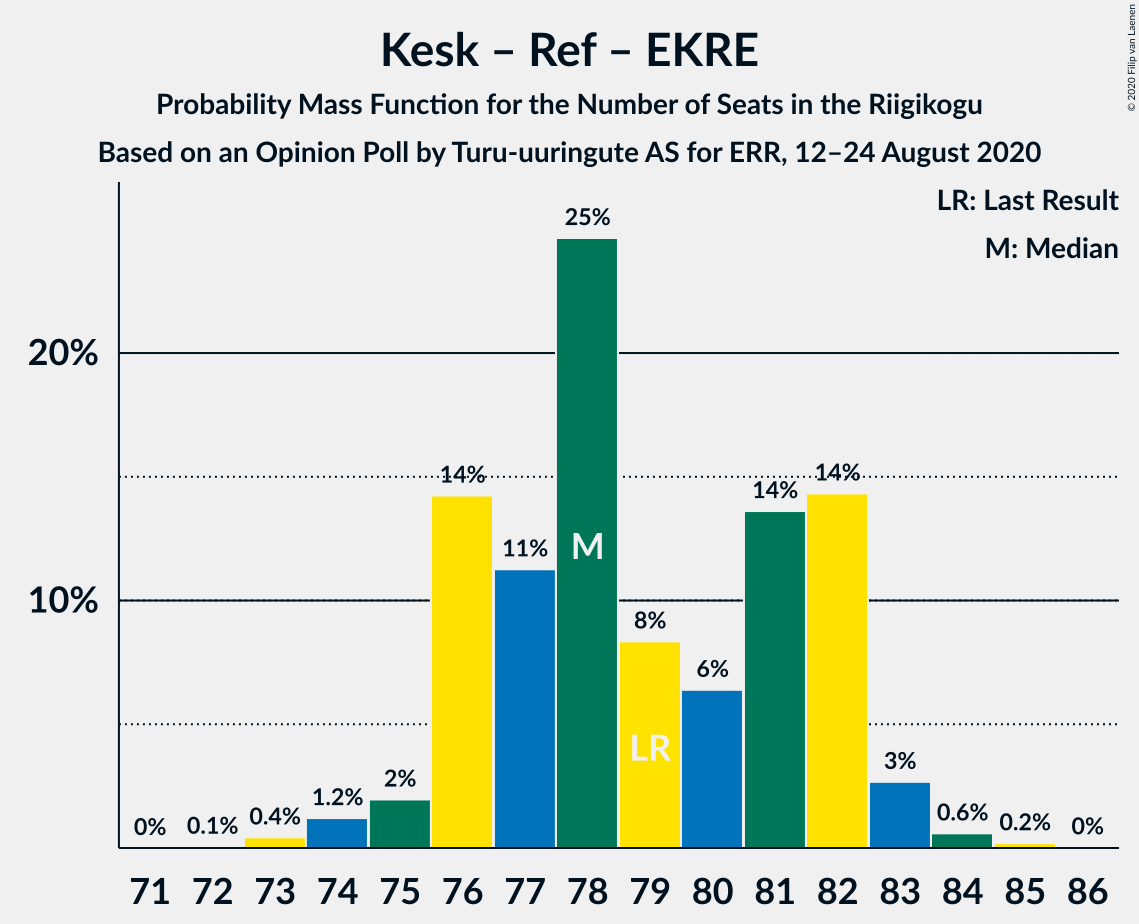 Kesk – Ref – EKRE
Probability Mass Function for the Number of Seats in the Riigikogu
Based on an Opinion Poll by Turu-uuringute AS for ERR, 12–24 August 2020
© 2020 Filip van Laenen
LR: Last Result
M: Median
25%
20%
14%
14%
14%
11%
M
10%
8%
6%
LR
3%
2%
1.2%
0.4%
0.6%
0.2%
0%
0.1%
0%
71 72 73 74 75 76 77 78 79 80 81 82 83 84 85 86